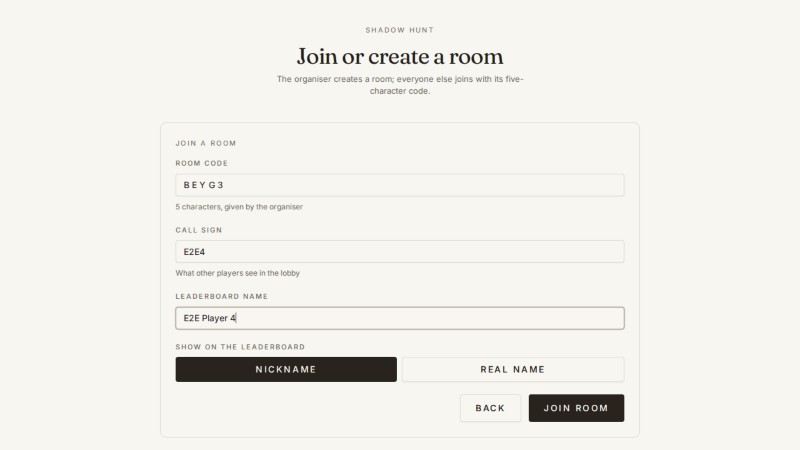 SHADOW HUNT
Join or create a room
The organiser creates a room; everyone else joins with its five-
character code.
JOIN A ROOM
ROOM CODE
BEYG3
5 characters, given by the organiser
CALL SIGN
E2E4
What other players see in the lobby
LEADERBOARD NAME
E2E Player 4
SHOW ON THE LEADERBOARD
NICKNAME REAL NAME
BACK JOIN ROOM